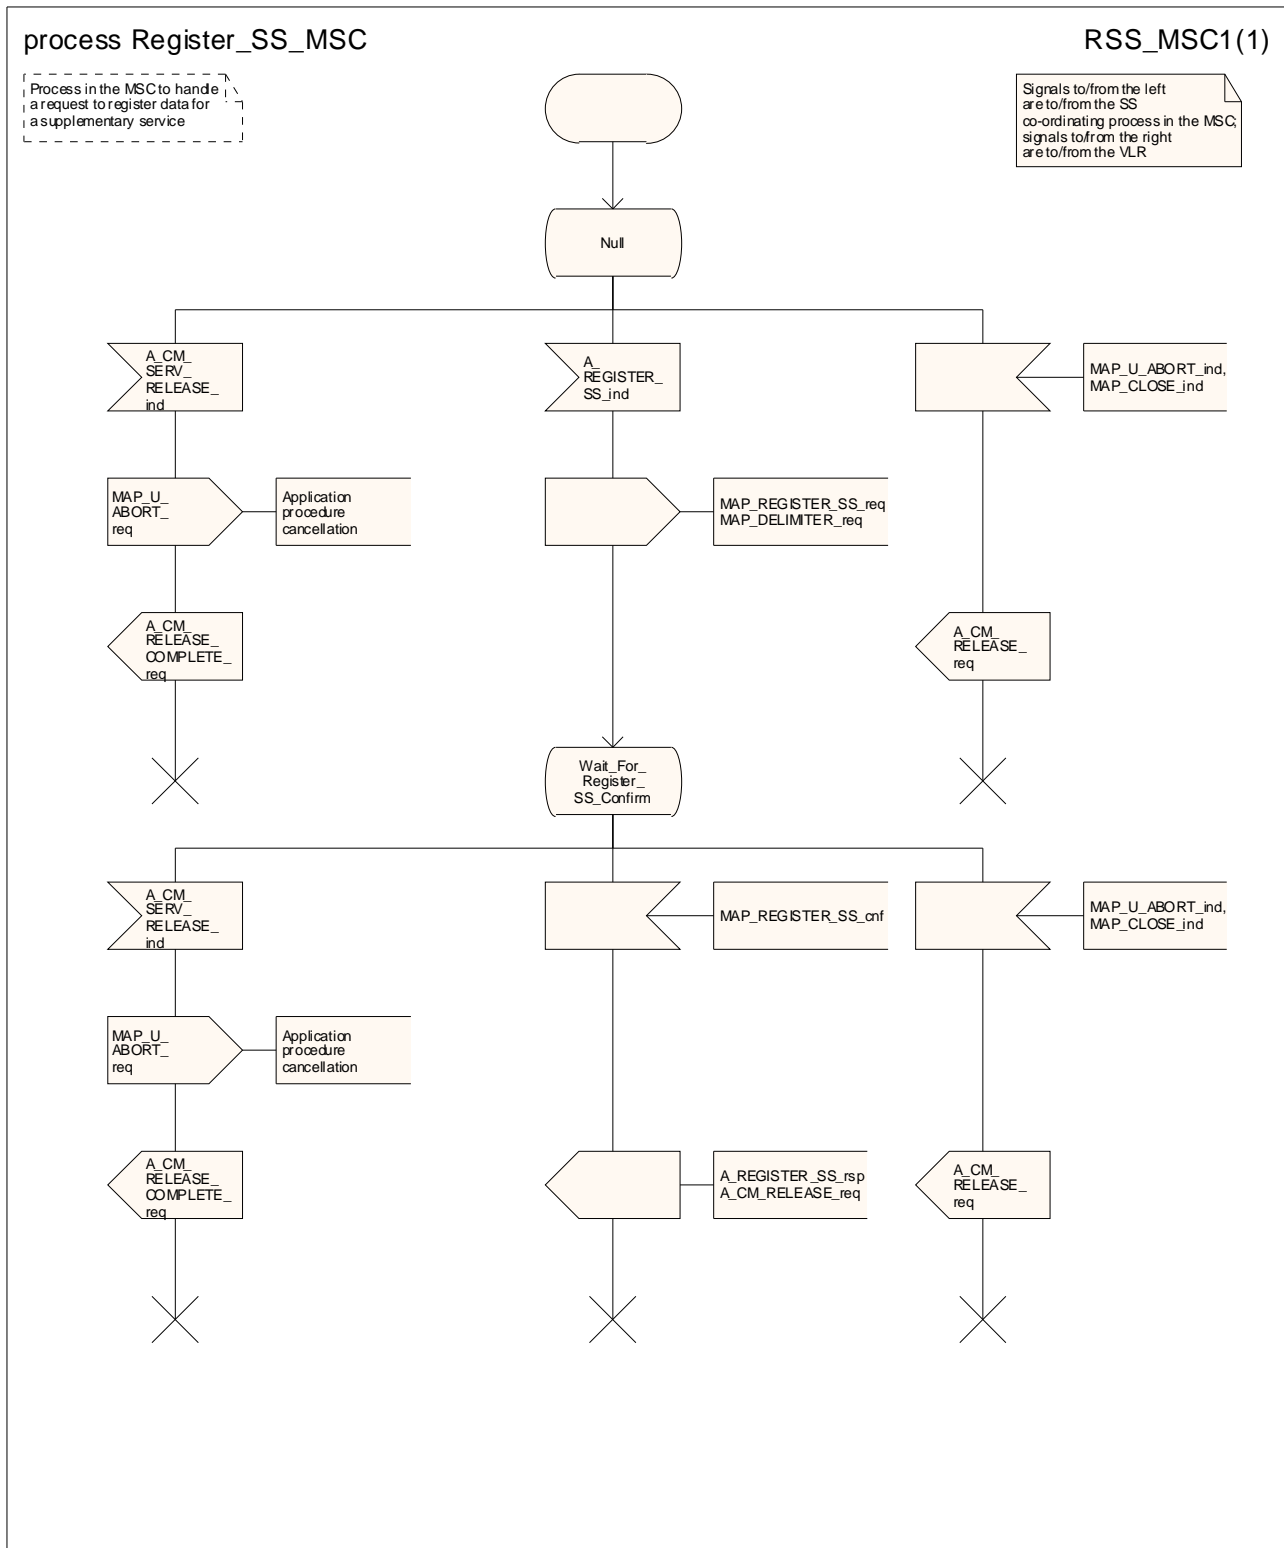 process Register_SS_MSC
RSS_MSC1(1)
Process in the MSC to handle
a request to register data for
a supplementary service
Signals to/from the left
are to/from the SS
co-ordinating process in the MSC;
signals to/from the right
are to/from the VLR
Null
A_CM_
SERV_
RELEASE_
ind
A_
REGISTER_
SS_ind
MAP_U_ABORT_ind,
MAP_CLOSE_ind
MAP_U_
ABORT_
req
Application
procedure
cancellation
MAP_REGISTER_SS_req
MAP_DELIMITER_req
A_CM_
RELEASE_
COMPLETE_
req
A_CM_
RELEASE_
req
Wait_For_
Register_
SS_Confirm
A_CM_
SERV_
RELEASE_
ind
MAP_REGISTER_SS_cnf
MAP_U_ABORT_ind,
MAP_CLOSE_ind
MAP_U_
ABORT_
req
Application
procedure
cancellation
A_CM_
RELEASE_
COMPLETE_
req
A_REGISTER_SS_rsp
A_CM_RELEASE_req
A_CM_
RELEASE_
req